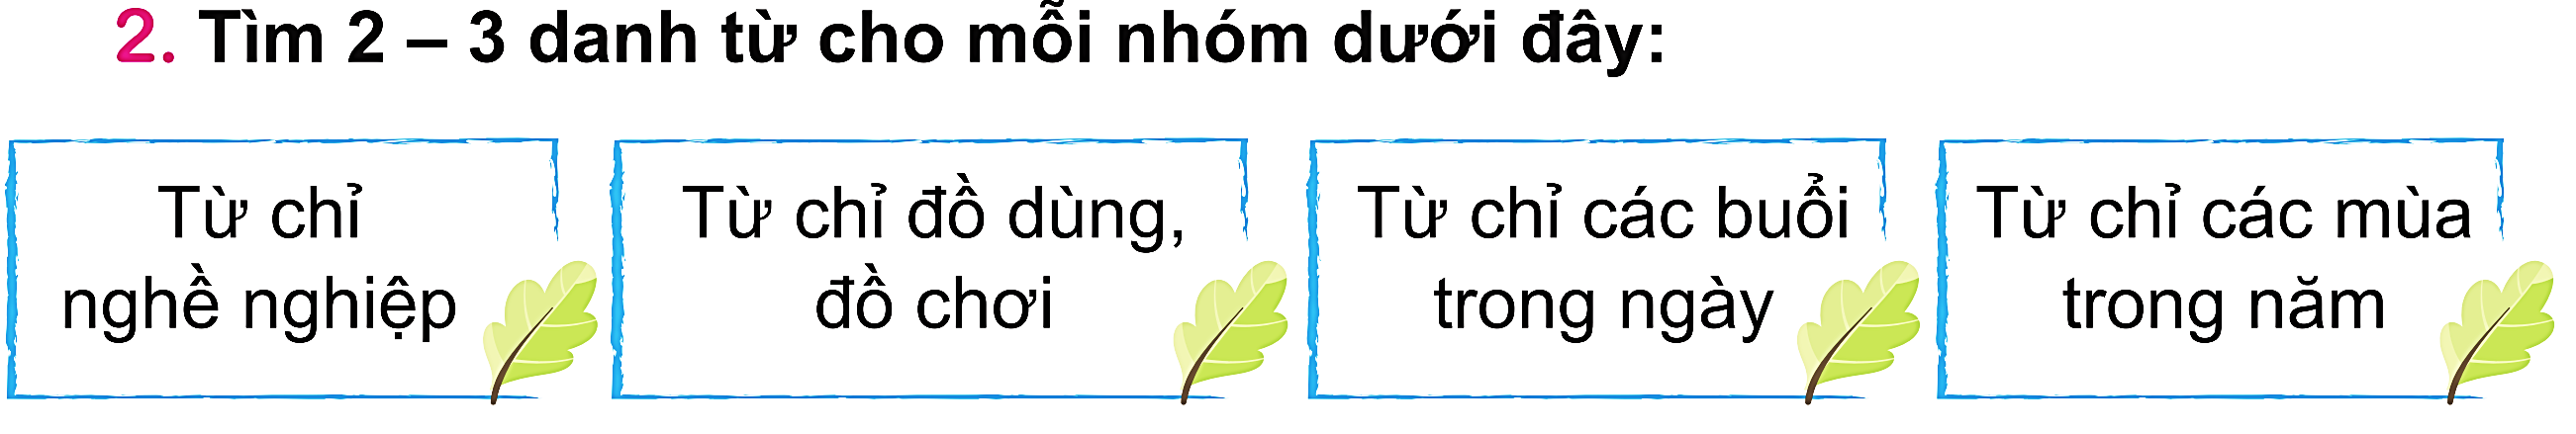 2. Tìm 2 – 3 danh từ cho mỗi nhóm dưới đây:
Từ chỉ
nghề nghiệp
Từ chỉ đồ dùng,
đồ chơi
Từ chỉ các buổi
trong ngày
Từ chỉ các mùa
trong năm